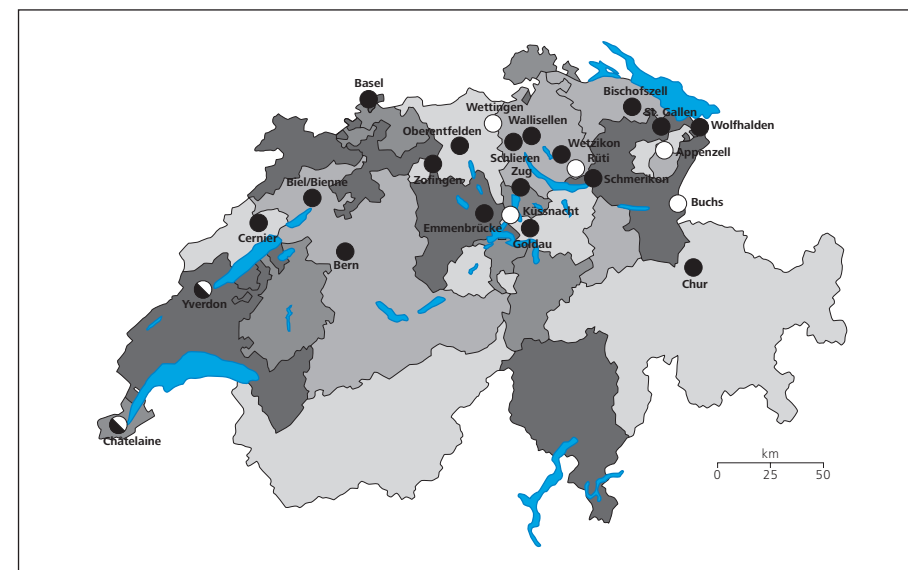 Basel
Bischofszell
Wettingen
St. Gallen
Wallisellen
Wolfhalden
Oberentfelden
Wetzikon
Appenzell
Schlieren
Rüti
Zug
Schmerikon
Zofingen
Biel/Bienne
Buchs
Küssnacht
Emmenbrücke
Cernier
Goldau
Bern
Chur
Yverdon
Châtelaine
km
0 25 50